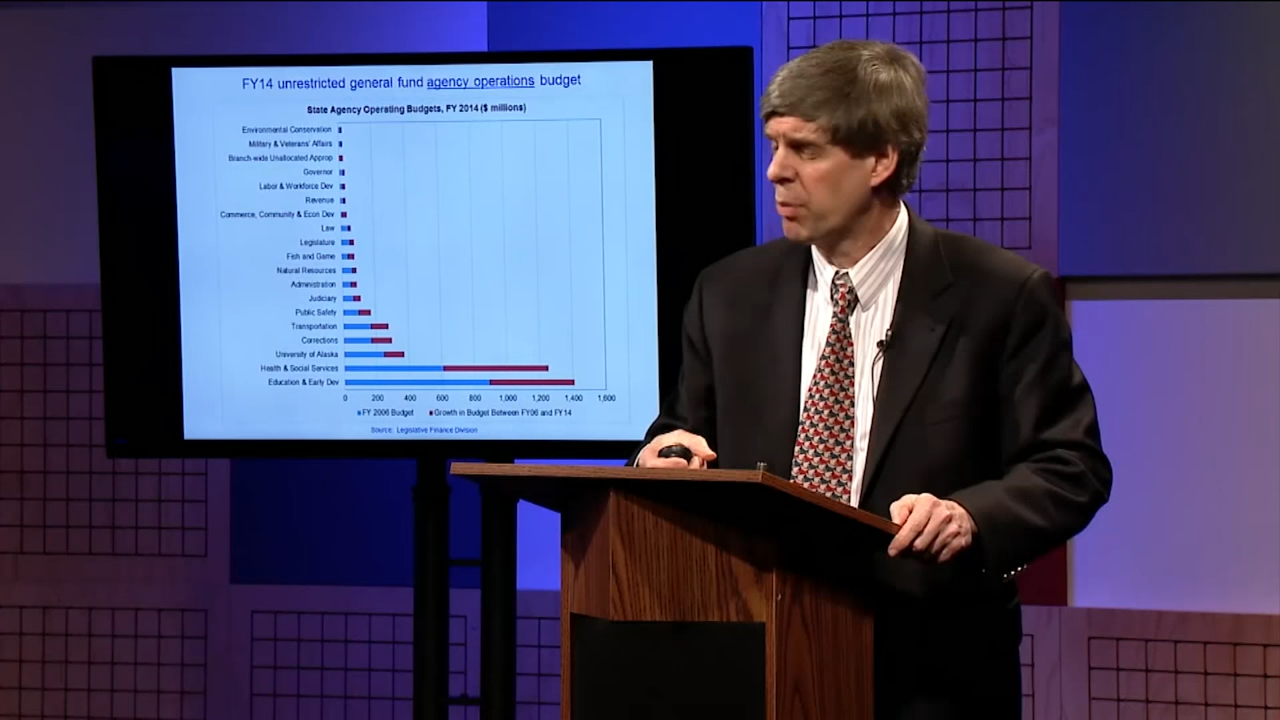 FY14 unrestricted general fund agency operations budget
State Agency Operating Budgets, FY 2014 ($ millions)
Environmental Conservation
Military & Veterans' Affairs
Branch-wide Unallocated Approp
Governor
Labor & Workforce Dev
Revenue
Commerce, Community & Econ Dev
Law
Legislature
Fish and Game
Natural Resources
Administration
Judiciary
Public Safety
Transportation
Corrections
University of Alaska
Health & Social Services
Education & Early Dev
0 200 400 600 800 1,000 1,200 1,400 1,600
FY 2006 Budget Growth in Budget Between FY06 and FY14
Source: Legislative Finance Division